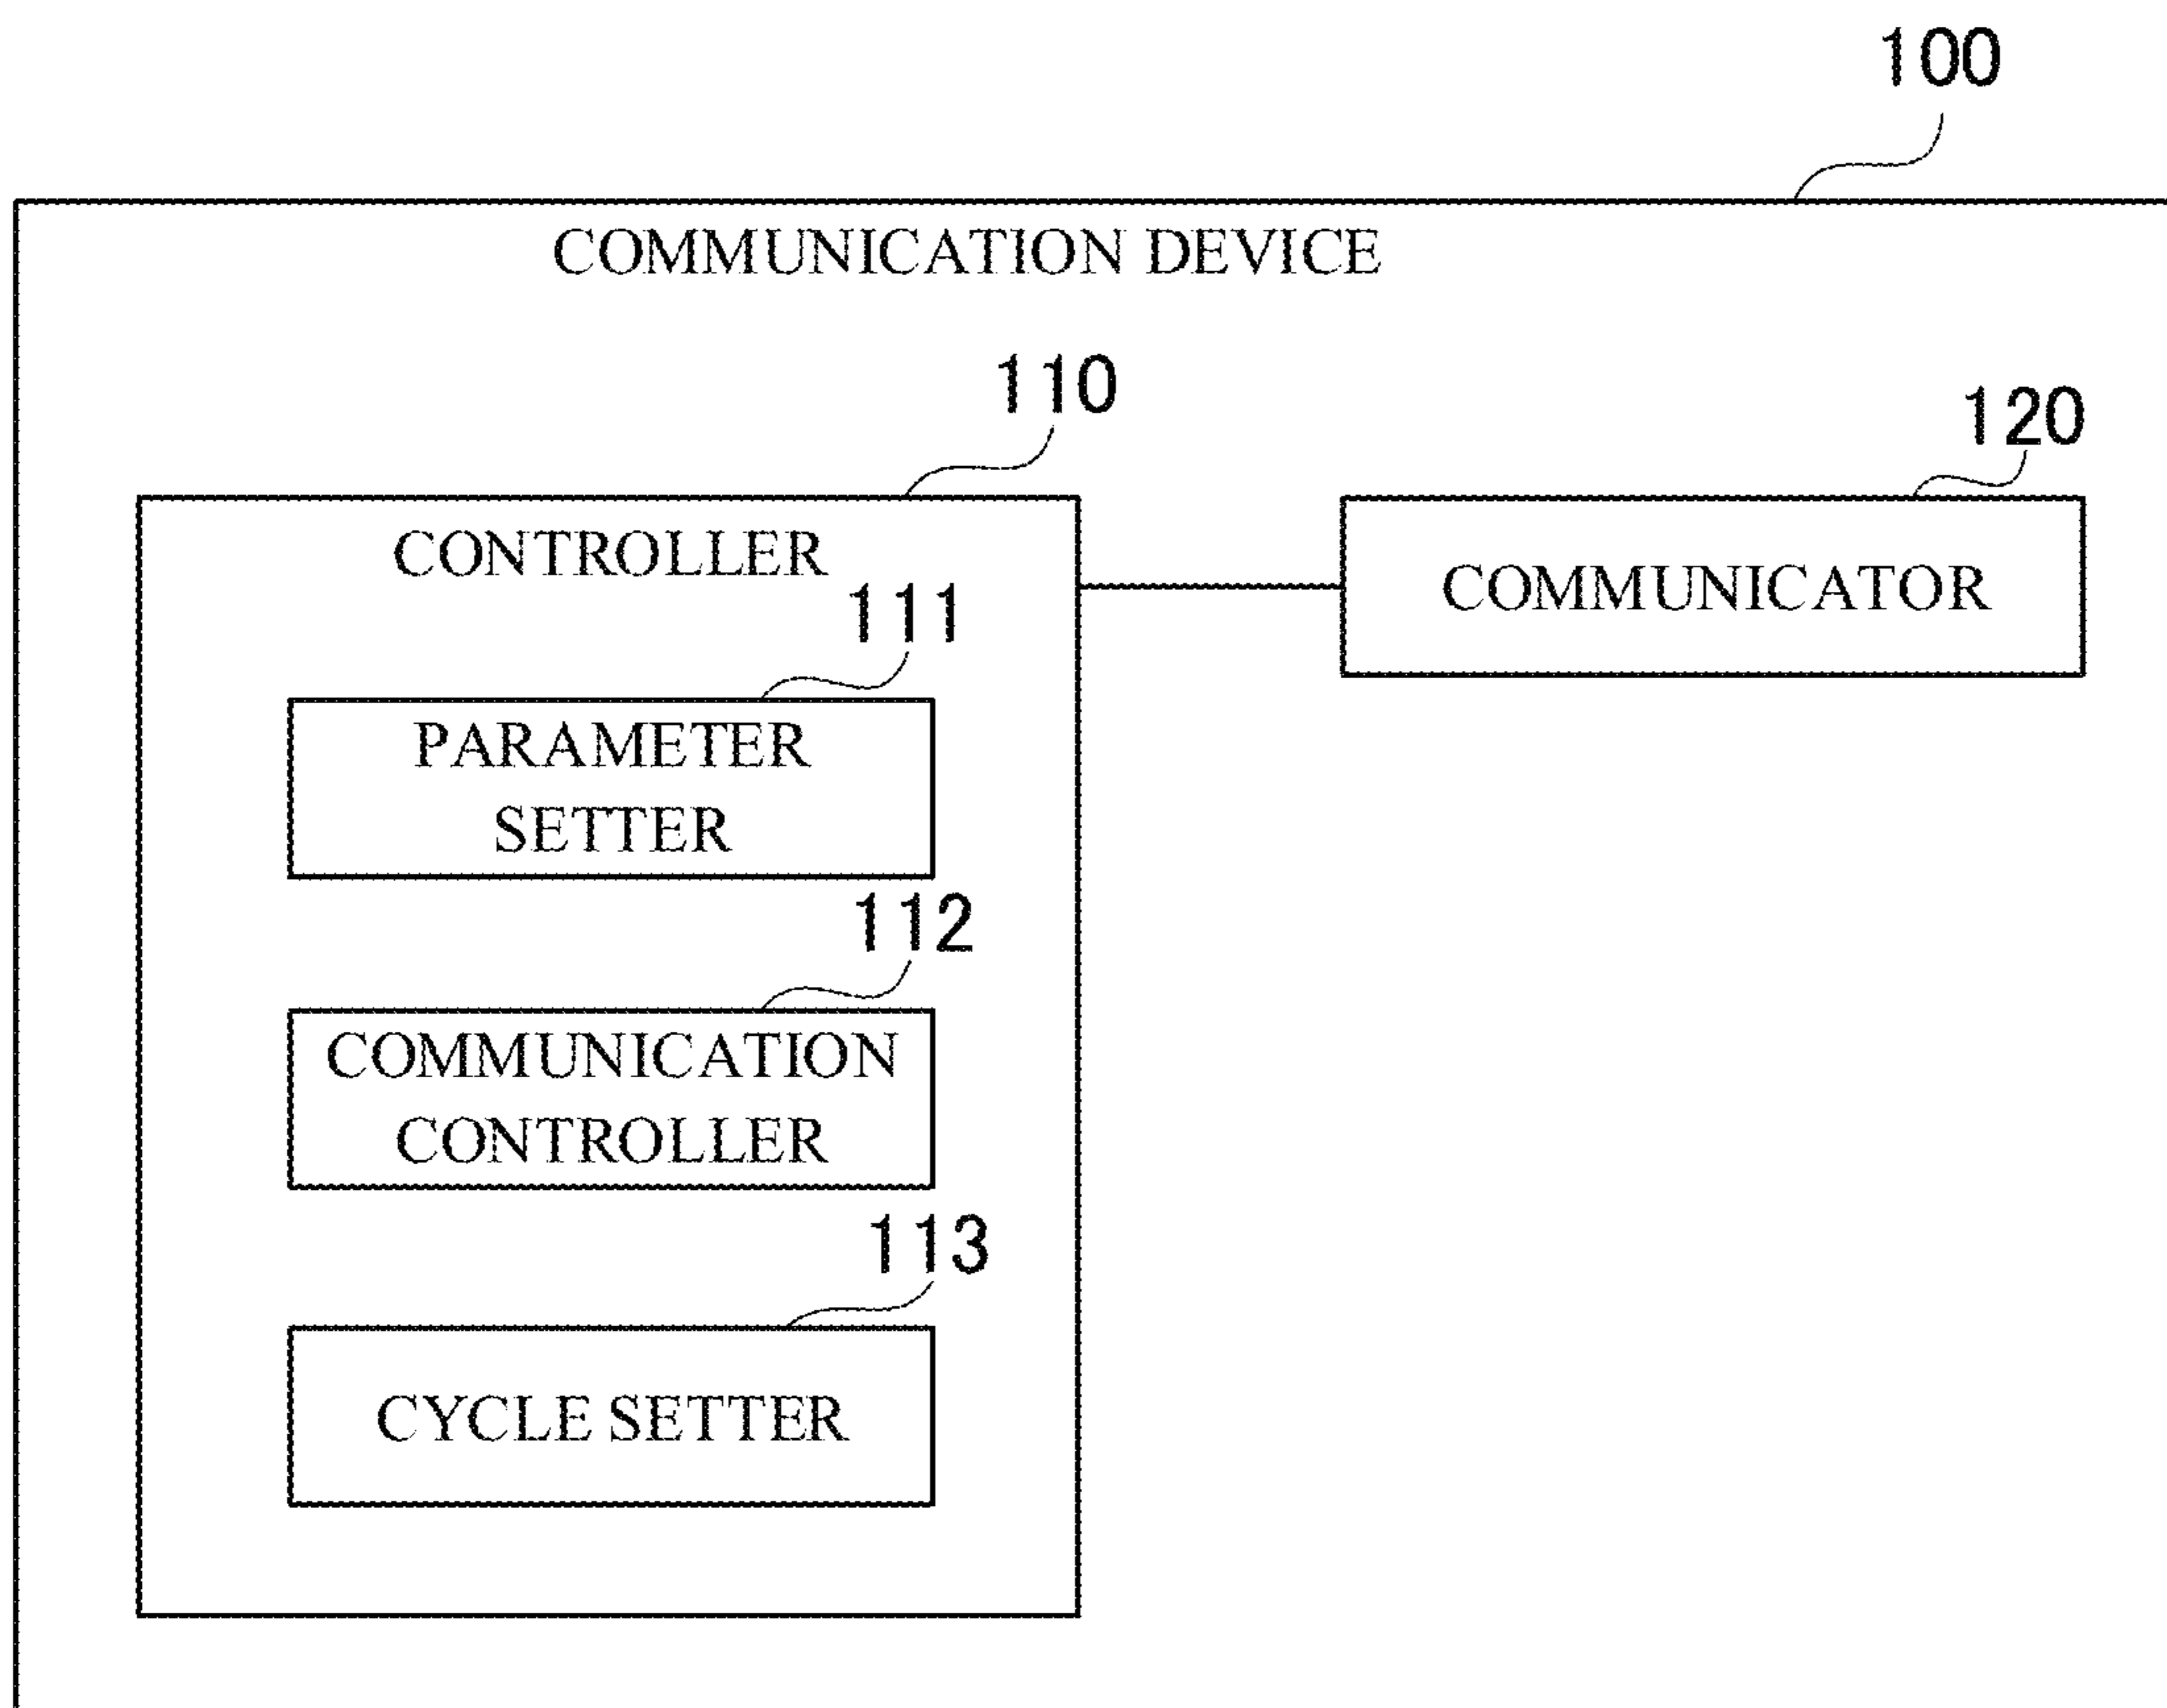 100
COMMUNICATION DEVICE
110
120
CONTROLLER
COMMUNICATOR
111
PARAMETER
SETTER
112
COMMUNICATION
CONTROLLER
113
CYCLE SETTER